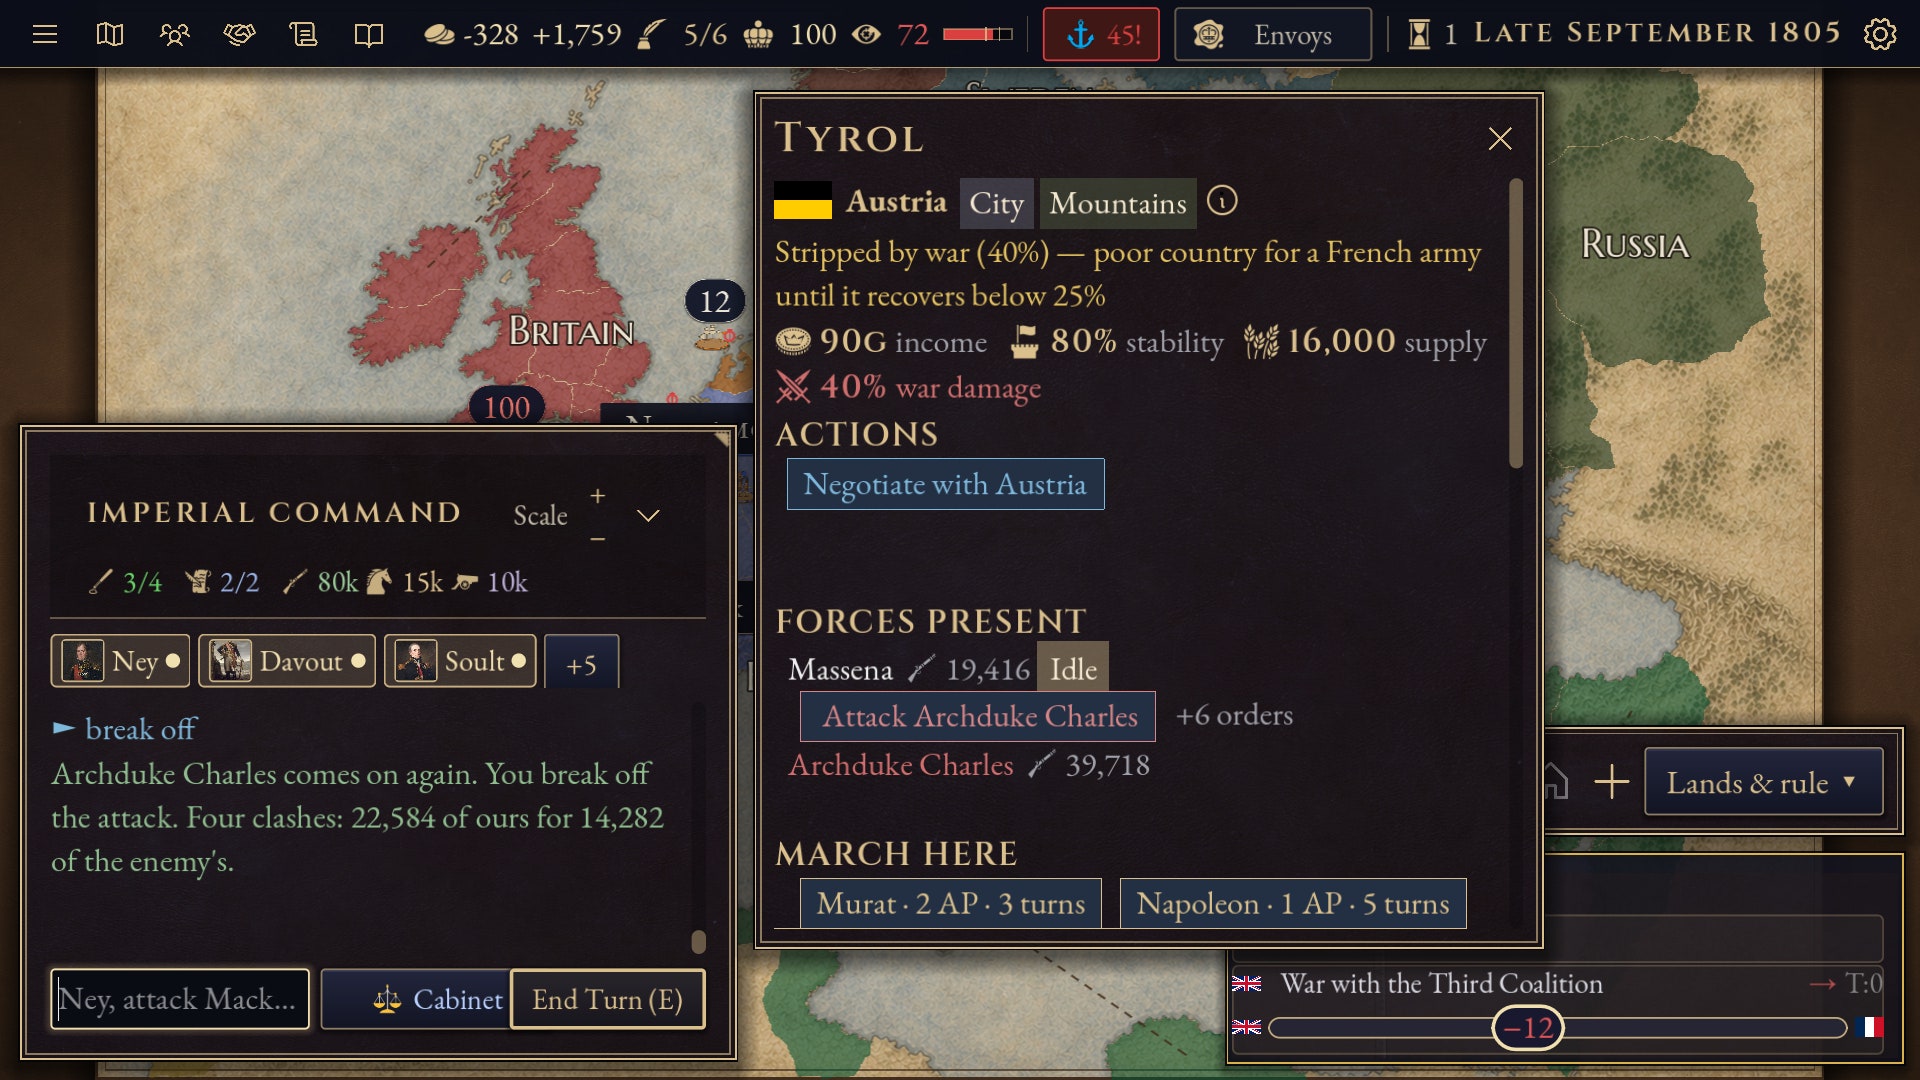 -328 +1,759 5/6 100 72 45! Envoys 1 Late September 1805
Britain
Russia
12
100
Tyrol
Austria City Mountains
Stripped by war (40%) — poor country for a French army
until it recovers below 25%
90G income 80% stability 16,000 supply
40% war damage
ACTIONS
Negotiate with Austria
FORCES PRESENT
Massena 19,416 Idle
Attack Archduke Charles +6 orders
Archduke Charles 39,718
MARCH HERE
Murat · 2 AP · 3 turns Napoleon · 1 AP · 5 turns
IMPERIAL COMMAND Scale + −
3/4 2/2 80k 15k 10k
Ney Davout Soult +5
break off
Archduke Charles comes on again. You break off
the attack. Four clashes: 22,584 of ours for 14,282
of the enemy's.
Ney, attack Mack... Cabinet End Turn (E)
+ Lands & rule ▼
War with the Third Coalition → T:0
−12